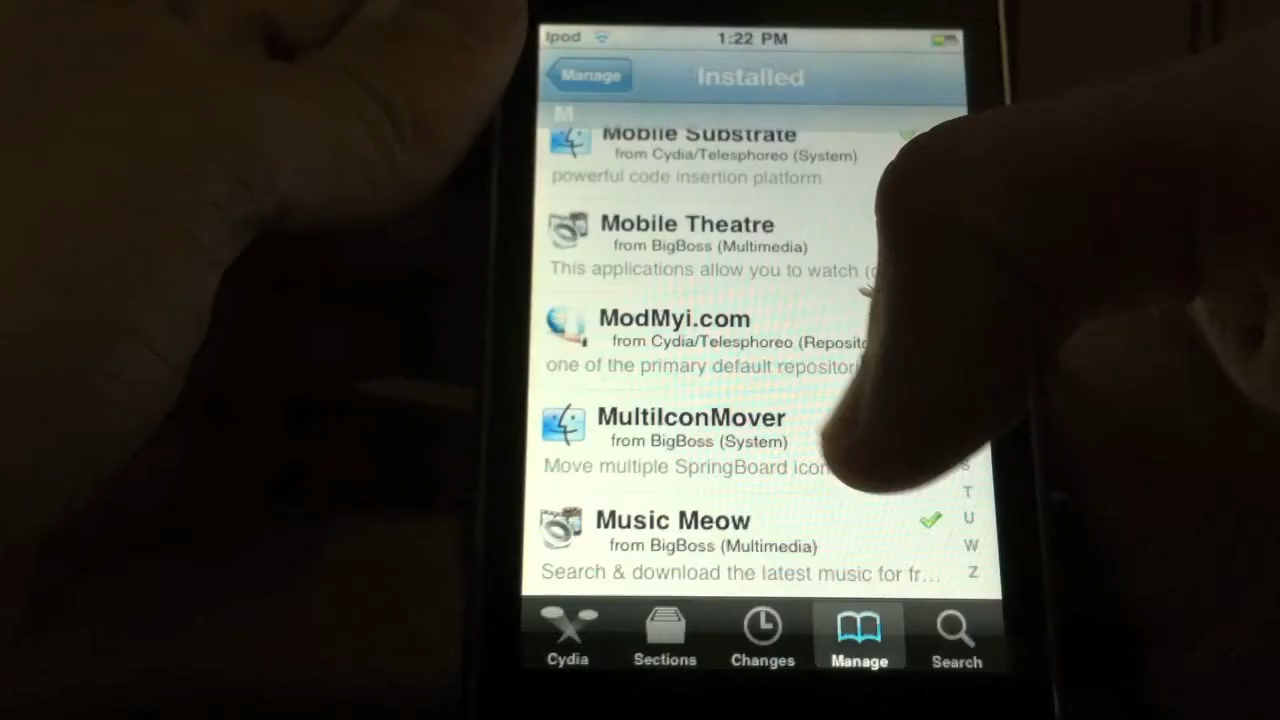 Ipod 1:22 PM
Manage Installed
M
Mobile Substrate
from Cydia/Telesphoreo (System)
powerful code insertion platform
Mobile Theatre
from BigBoss (Multimedia)
This applications allow you to watch
ModMyi.com
from Cydia/Telesphoreo (Reposito
one of the primary default repositori
MultiIconMover
from BigBoss (System)
Move multiple SpringBoard icon
S
T
Music Meow U
from BigBoss (Multimedia) W
Search & download the latest music for fr... Z
Cydia Sections Changes Manage Search